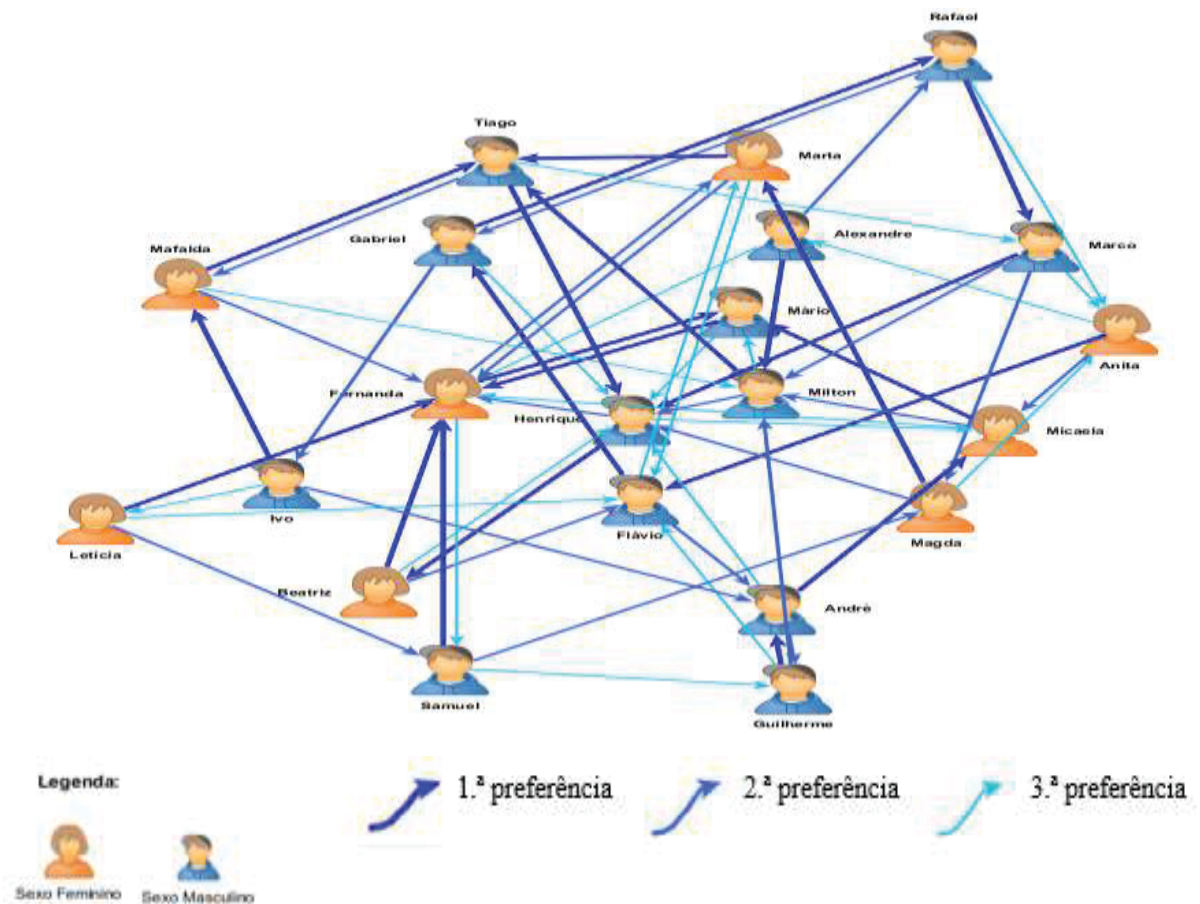 Rafael
Tiago
Marta
Gabriel
Alexandre
Marco
Mafalda
Mário
Anita
Fernanda
Henrique
Milton
Micaela
Ivo
Letícia
Flávio
Magda
Beatriz
André
Samuel
Guilherme
Legenda:
1.ª preferência
2.ª preferência
3.ª preferência
Sexo Feminino
Sexo Masculino